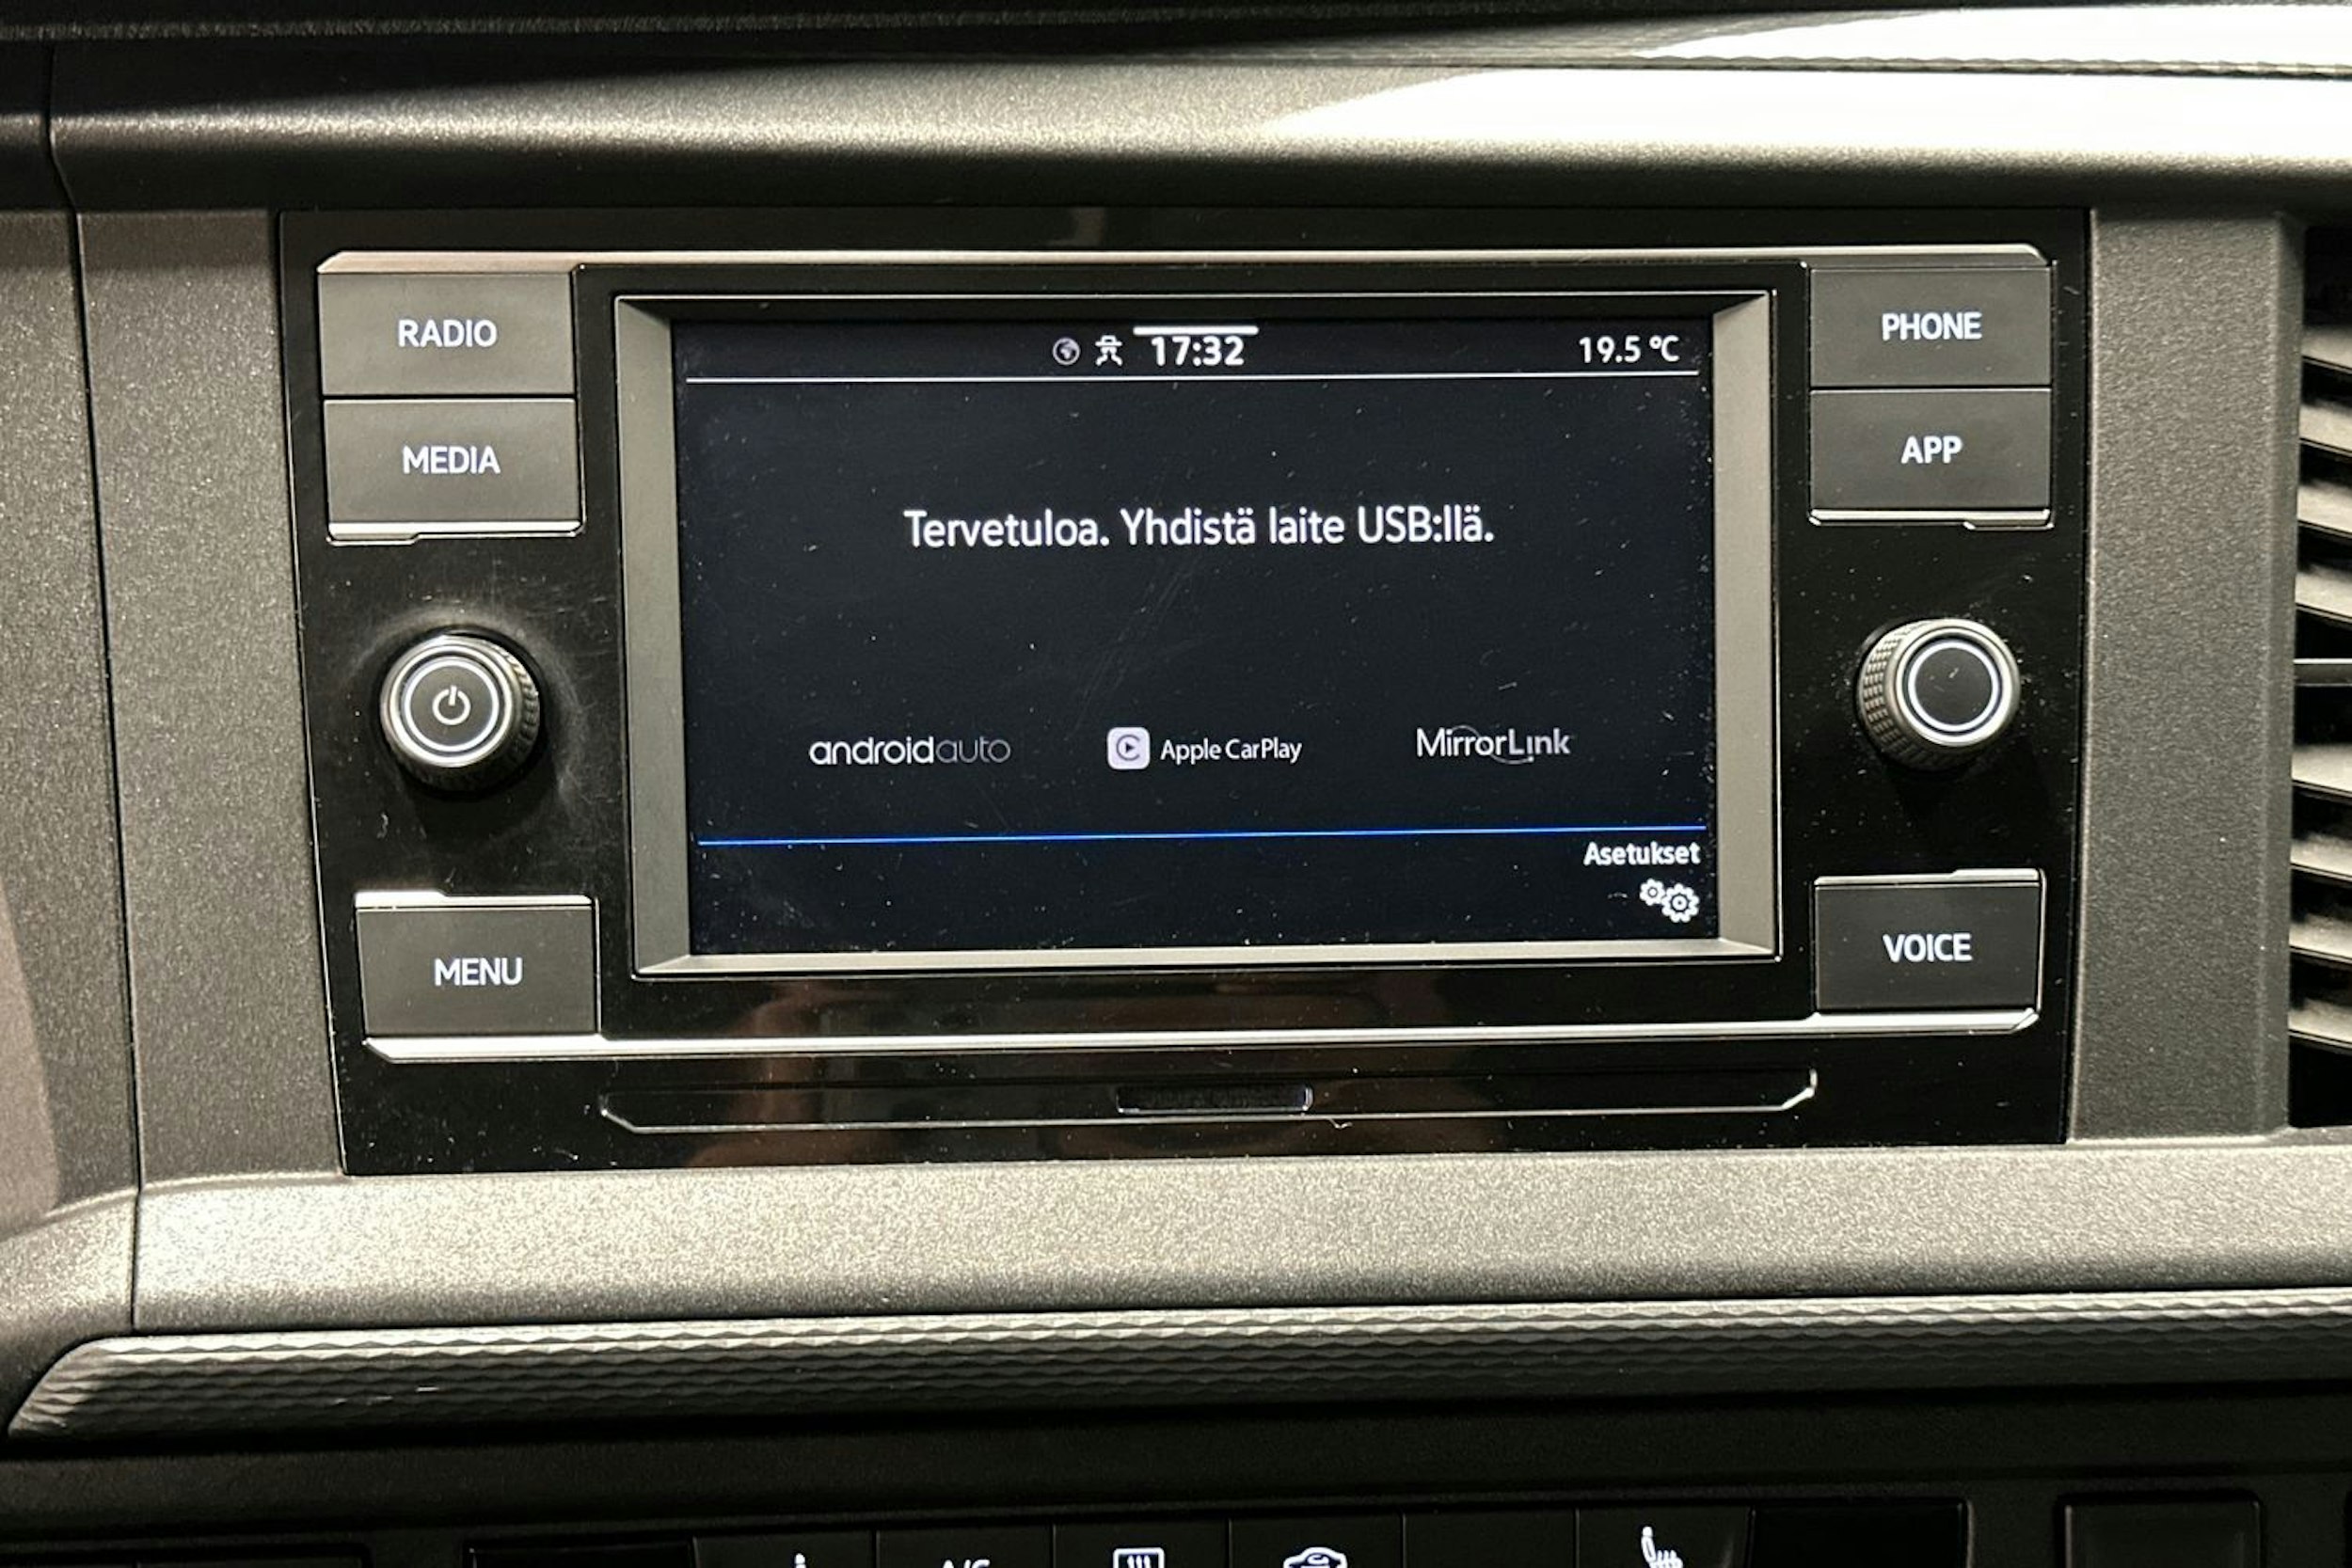 RADIO
MEDIA
MENU
17:32
19.5 °C
Tervetuloa. Yhdistä laite USB:llä.
androidauto
Apple CarPlay
MirrorLink
Asetukset
PHONE
APP
VOICE